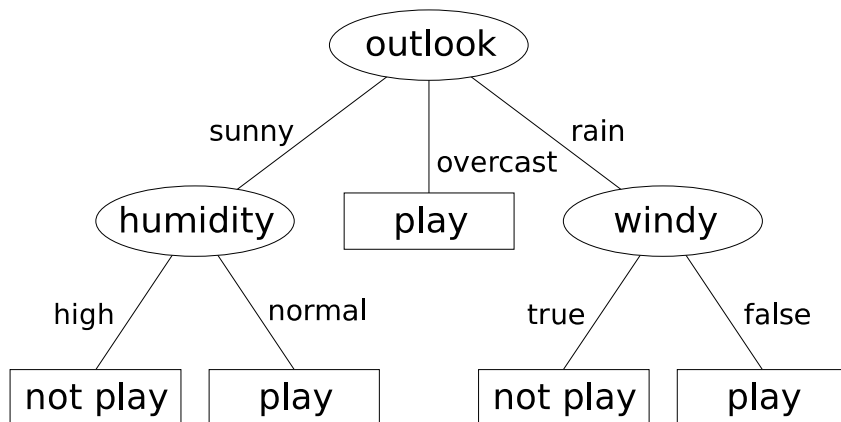 outlook
sunny
overcast
rain
humidity
play
windy
high
normal
true
false
not play
play
not play
play